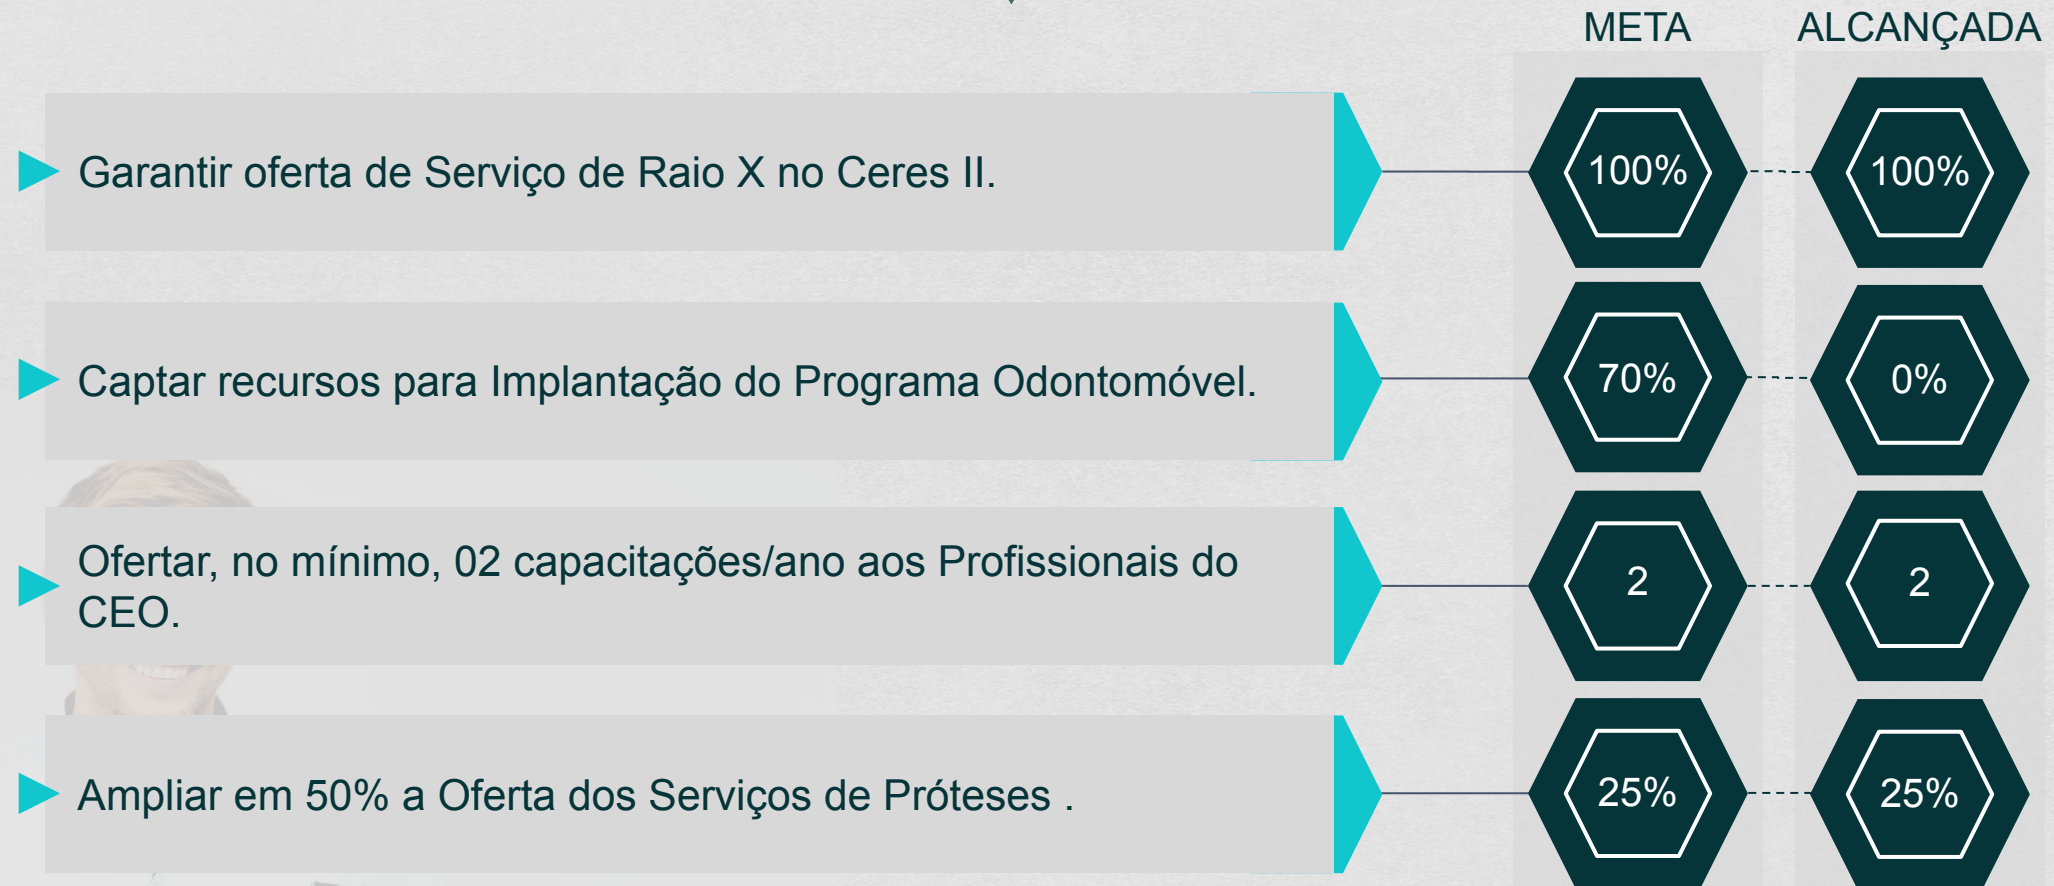 META ALCANÇADA
Garantir oferta de Serviço de Raio X no Ceres II. 100% 100%
Captar recursos para Implantação do Programa Odontomóvel. 70% 0%
Ofertar, no mínimo, 02 capacitações/ano aos Profissionais do
CEO. 2 2
Ampliar em 50% a Oferta dos Serviços de Próteses . 25% 25%